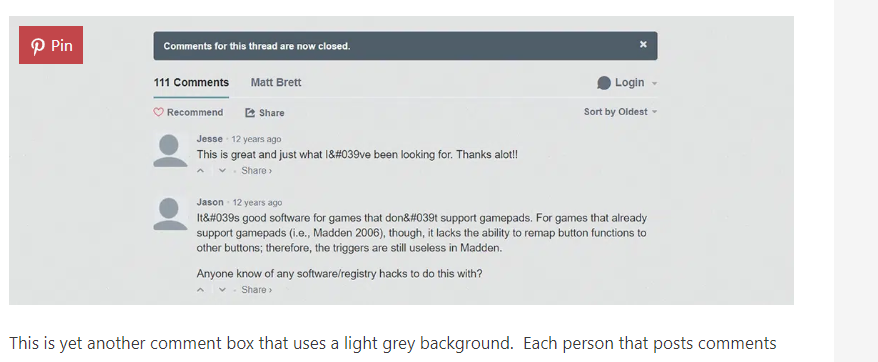 Pin
Comments for this thread are now closed.
×
111 Comments Matt Brett Login
Recommend Share Sort by Oldest
Jesse · 12 years ago
This is great and just what I&#039ve been looking for. Thanks alot!!
Share ›
Jason · 12 years ago
It&#039s good software for games that don&#039t support gamepads. For games that already
support gamepads (i.e., Madden 2006), though, it lacks the ability to remap button functions to
other buttons; therefore, the triggers are still useless in Madden.
Anyone know of any software/registry hacks to do this with?
Share ›
This is yet another comment box that uses a light grey background. Each person that posts comments